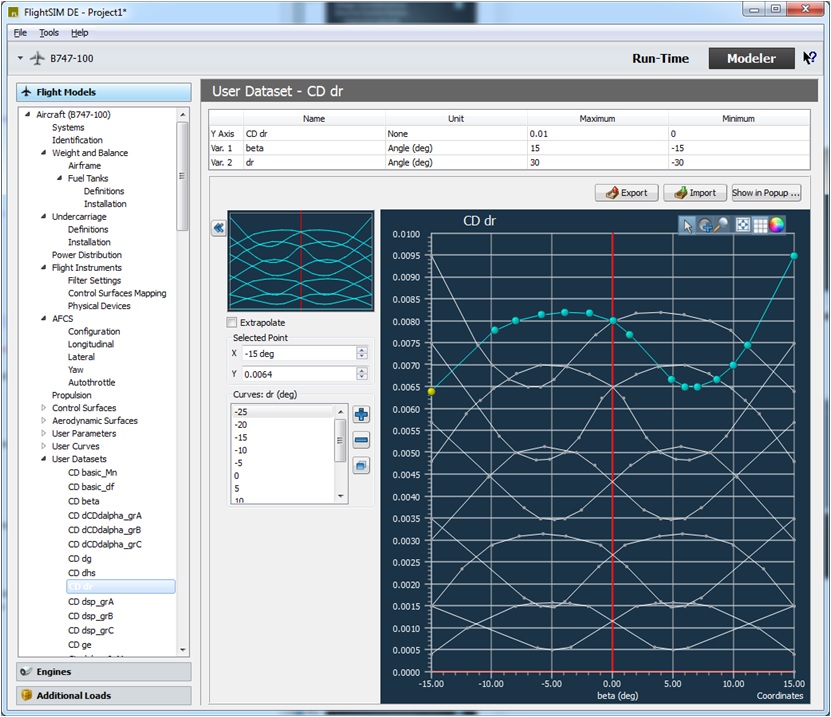 FlightSIM DE - Project1*
File Tools Help
B747-100 Run-Time Modeler
Flight Models
Aircraft (B747-100)
Systems
Identification
Weight and Balance
Airframe
Fuel Tanks
Definitions
Installation
Undercarriage
Definitions
Installation
Power Distribution
Flight Instruments
Filter Settings
Control Surfaces Mapping
Physical Devices
AFCS
Configuration
Longitudinal
Lateral
Yaw
Autothrottle
Propulsion
Control Surfaces
Aerodynamic Surfaces
User Parameters
User Curves
User Datasets
CD basic_Mn
CD basic_df
CD beta
CD dCDdalpha_grA
CD dCDdalpha_grB
CD dCDdalpha_grC
CD dg
CD dhs
CD dr
CD dsp_grA
CD dsp_grB
CD dsp_grC
CD ge
Engines
Additional Loads
User Dataset - CD dr
Name Unit Maximum Minimum
Y Axis CD dr None 0.01 0
Var. 1 beta Angle (deg) 15 -15
Var. 2 dr Angle (deg) 30 -30
Export Import Show in Popup ...
Extrapolate
Selected Point
X -15 deg
Y 0.0064
Curves: dr (deg)
-25
-20
-15
-10
-5
0
5
10
CD dr
0.0100
0.0095
0.0090
0.0085
0.0080
0.0075
0.0070
0.0065
0.0060
0.0055
0.0050
0.0045
0.0040
0.0035
0.0030
0.0025
0.0020
0.0015
0.0010
0.0005
0.0000
-15.00 -10.00 -5.00 0.00 5.00 10.00 15.00
beta (deg) Coordinates